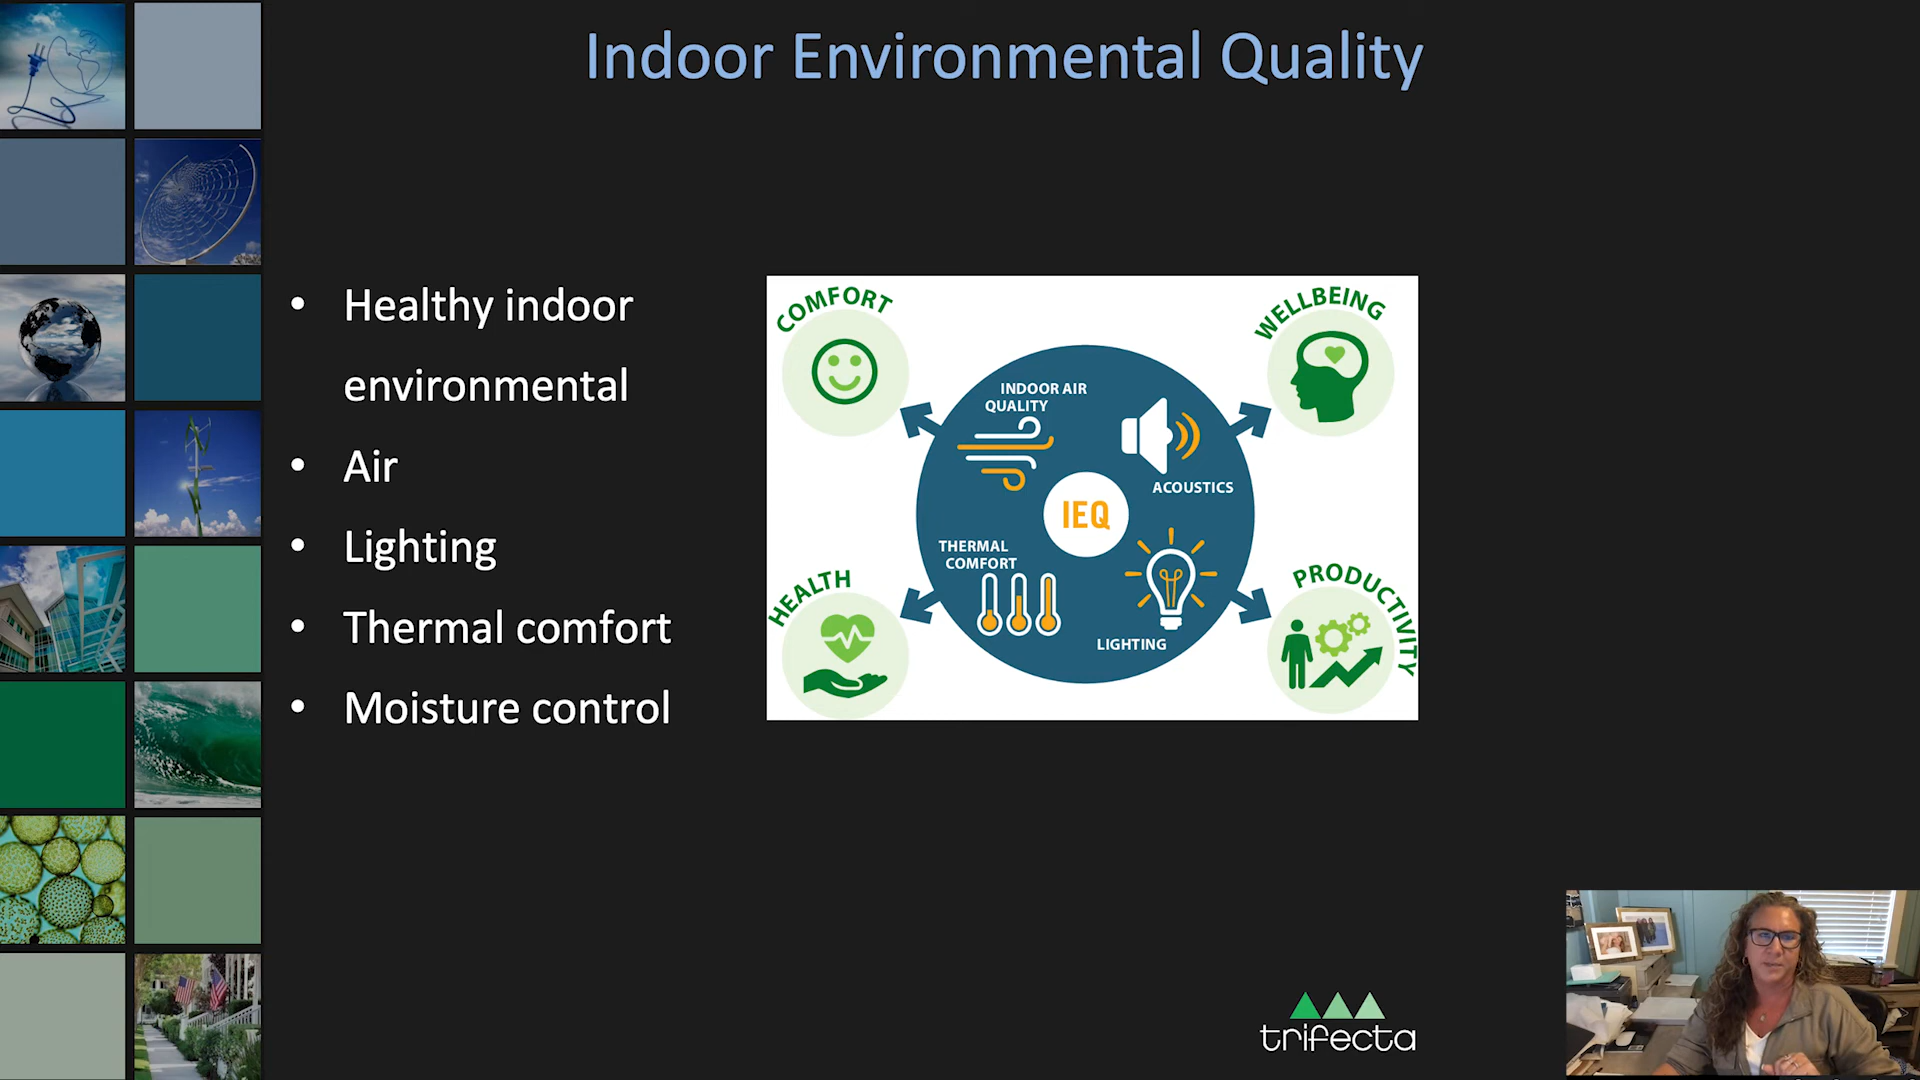 Indoor Environmental Quality
• Healthy indoor
environmental
• Air
• Lighting
• Thermal comfort
• Moisture control
COMFORT
WELLBEING
INDOOR AIR
QUALITY
ACOUSTICS
IEQ
THERMAL
COMFORT
LIGHTING
HEALTH
PRODUCTIVITY
trifecta